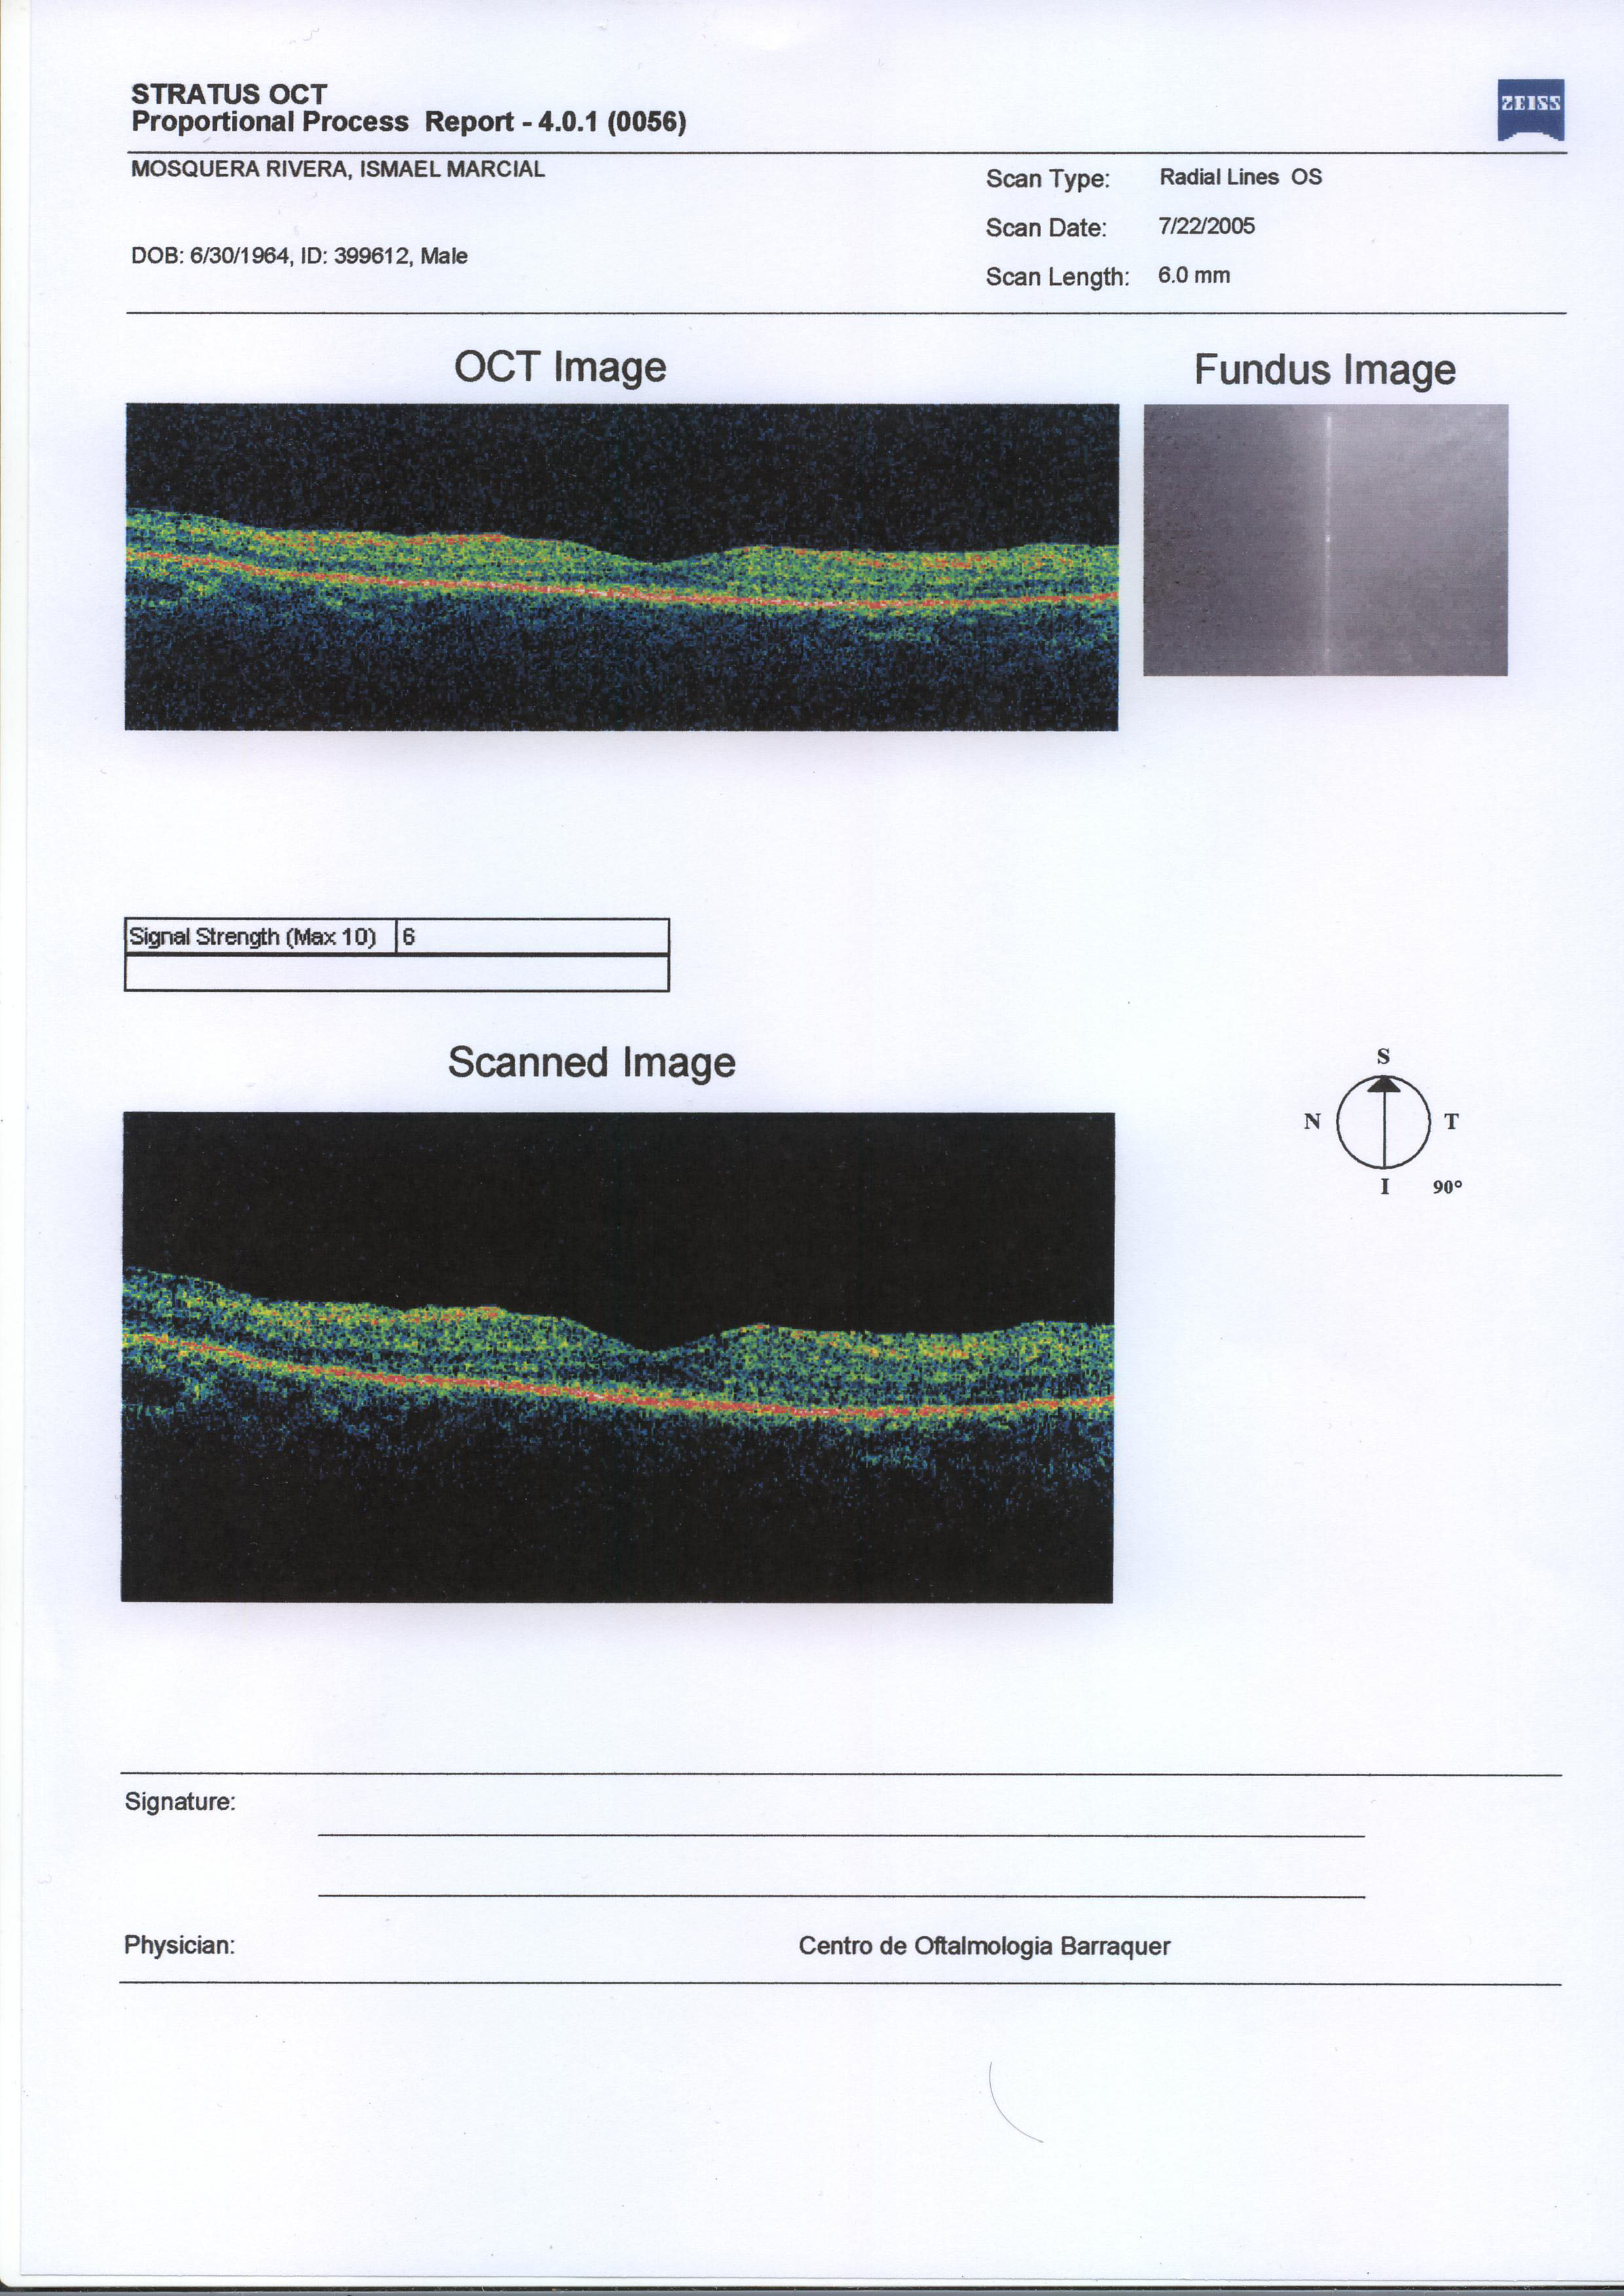 STRATUS OCT
Proportional Process Report - 4.0.1 (0056)
ZEISS
MOSQUERA RIVERA, ISMAEL MARCIAL
DOB: 6/30/1964, ID: 399612, Male
Scan Type: Radial Lines OS
Scan Date: 7/22/2005
Scan Length: 6.0 mm
OCT Image
Fundus Image
Signal Strength (Max 10) 6
Scanned Image
S
N T
I 90°
Signature:
Physician: Centro de Oftalmologia Barraquer